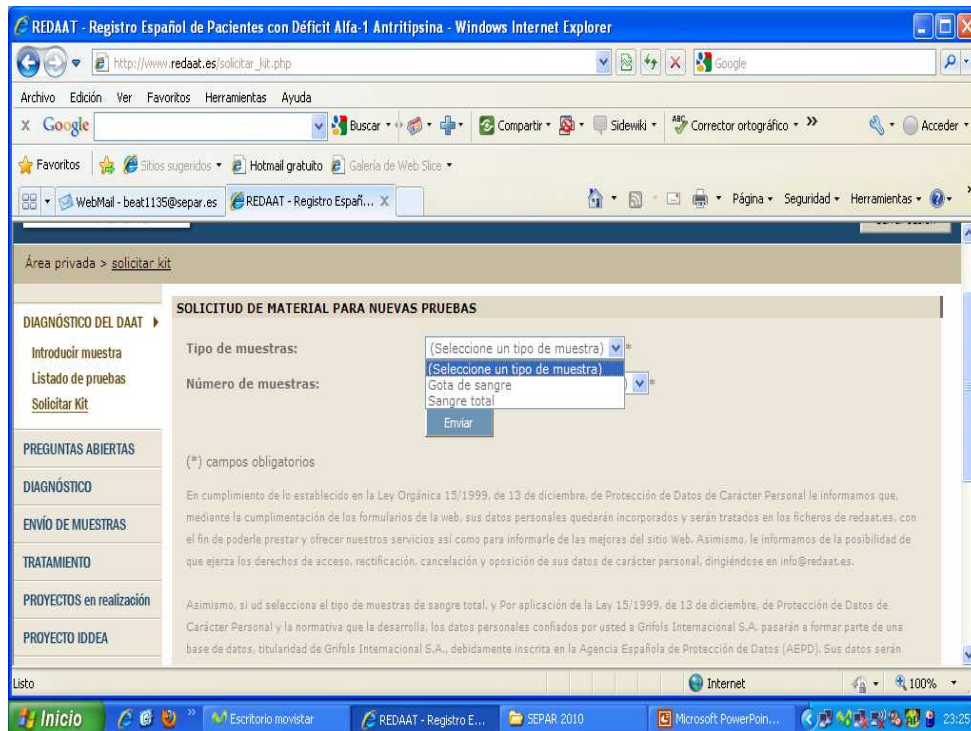 REDAAT - Registro Español de Pacientes con Déficit Alfa-1 Antritipsina - Windows Internet Explorer
http://www.redaat.es/solicitar_kit.php
Google
Archivo Edición Ver Favoritos Herramientas Ayuda
x Google Buscar Compartir Sidewiki ABC Corrector ortográfico » Acceder
Favoritos Sitios sugeridos Hotmail gratuito Galería de Web Slice
WebMail - beat1135@separ.es REDAAT - Registro Españ... X Página Seguridad Herramientas
Área privada > solicitar kit
DIAGNÓSTICO DEL DAAT
Introducir muestra
Listado de pruebas
Solicitar Kit
PREGUNTAS ABIERTAS
DIAGNÓSTICO
ENVÍO DE MUESTRAS
TRATAMIENTO
PROYECTOS en realización
PROYECTO IDDEA
SOLICITUD DE MATERIAL PARA NUEVAS PRUEBAS
Tipo de muestras: (Seleccione un tipo de muestra) *
(Seleccione un tipo de muestra)
Número de muestras: ) *
Gota de sangre
Sangre total
Enviar
(*) campos obligatorios
En cumplimiento de lo establecido en la Ley Orgánica 15/1999, de 13 de diciembre, de Protección de Datos de Carácter Personal le informamos que,
mediante la cumplimentación de los formularios de la web, sus datos personales quedarán incorporados y serán tratados en los ficheros de redaat.es, con
el fin de poderle prestar y ofrecer nuestros servicios así como para informarle de las mejoras del sitio Web. Asimismo, le informamos de la posibilidad de
que ejerza los derechos de acceso, rectificación, cancelación y oposición de sus datos de carácter personal, dirigiéndose en info@redaat.es.
Asimismo, si ud selecciona el tipo de muestras de sangre total, y Por aplicación de la Ley 15/1999, de 13 de diciembre, de Protección de Datos de
Carácter Personal y la normativa que la desarrolla, los datos personales confiados por usted a Grifols Internacional S.A. pasarán a formar parte de una
base de datos, titularidad de Grifols Internacional S.A., debidamente inscrita en la Agencia Española de Protección de Datos (AEPD). Sus datos serán
Listo Internet 100%
Inicio » Escritorio movistar REDAAT - Registro E... SEPAR 2010 Microsoft PowerPoin... 23:25